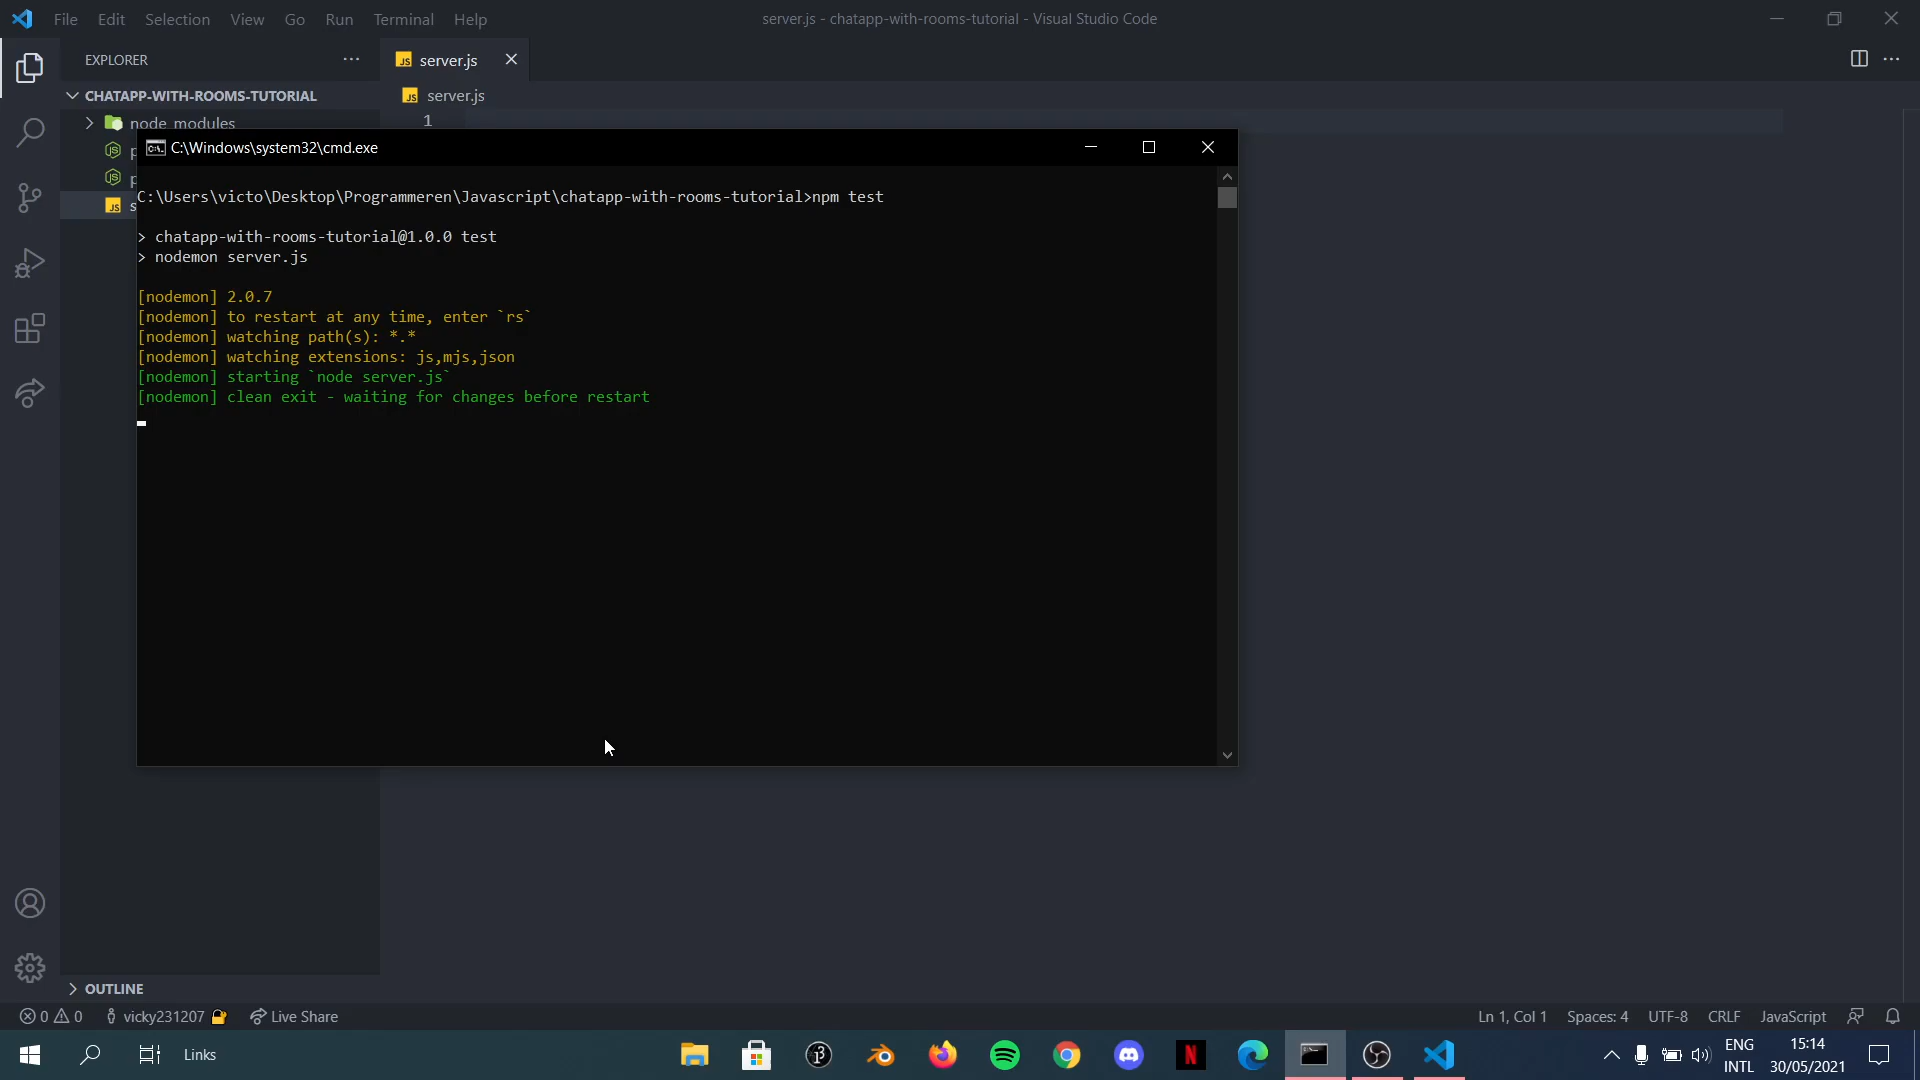 File Edit Selection View Go Run Terminal Help
server.js - chatapp-with-rooms-tutorial - Visual Studio Code
EXPLORER
server.js
CHATAPP-WITH-ROOMS-TUTORIAL
server.js
node_modules
1
p
p
s
C:\Windows\system32\cmd.exe
C:\Users\victo\Desktop\Programmeren\Javascript\chatapp-with-rooms-tutorial>npm test
> chatapp-with-rooms-tutorial@1.0.0 test
> nodemon server.js
[nodemon] 2.0.7
[nodemon] to restart at any time, enter `rs`
[nodemon] watching path(s): *.*
[nodemon] watching extensions: js,mjs,json
[nodemon] starting `node server.js`
[nodemon] clean exit - waiting for changes before restart
OUTLINE
0 0 vicky231207 Live Share
Ln 1, Col 1 Spaces: 4 UTF-8 CRLF JavaScript
Links
ENG
INTL
15:14
30/05/2021